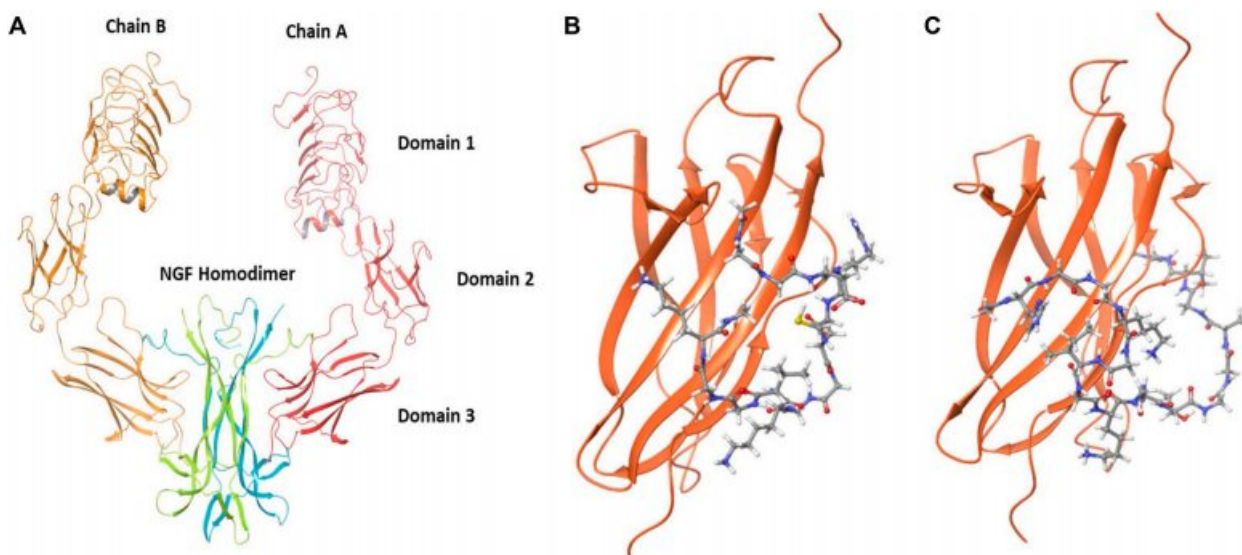 A
Chain B
Chain A
B
C
Domain 1
NGF Homodimer
Domain 2
Domain 3